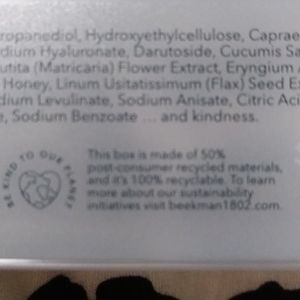 ropanediol, Hydroxyethylcellulose, Caprae
dium Hyaluronate, Darutoside, Cucumis Sa
utita (Matricaria) Flower Extract, Eryngium
Honey, Linum Usitatissimum (Flax) Seed Ex
dium Levulinate, Sodium Anisate, Citric Aci
e, Sodium Benzoate ... and kindness.
BE KIND TO OUR PLANET
This box is made of 50%
post-consumer recycled materials,
and it's 100% recyclable. To learn
more about our sustainability
initiatives visit beekman1802.com.